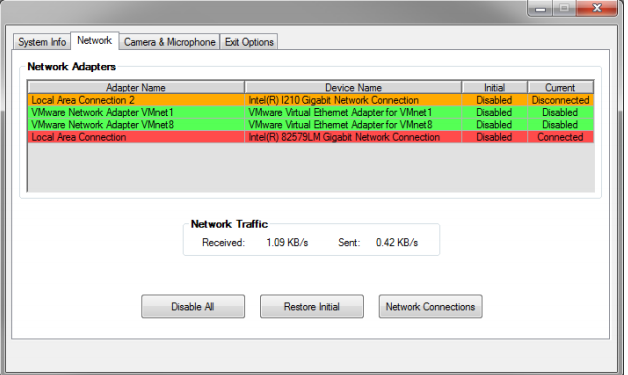 System Info Network Camera & Microphone Exit Options
Network Adapters
Adapter Name Device Name Initial Current
Local Area Connection 2 Intel(R) I210 Gigabit Network Connection Disabled Disconnected
VMware Network Adapter VMnet1 VMware Virtual Ethernet Adapter for VMnet1 Disabled Disabled
VMware Network Adapter VMnet8 VMware Virtual Ethernet Adapter for VMnet8 Disabled Disabled
Local Area Connection Intel(R) 82579LM Gigabit Network Connection Disabled Connected
Network Traffic
Received: 1.09 KB/s Sent: 0.42 KB/s
Disable All Restore Initial Network Connections